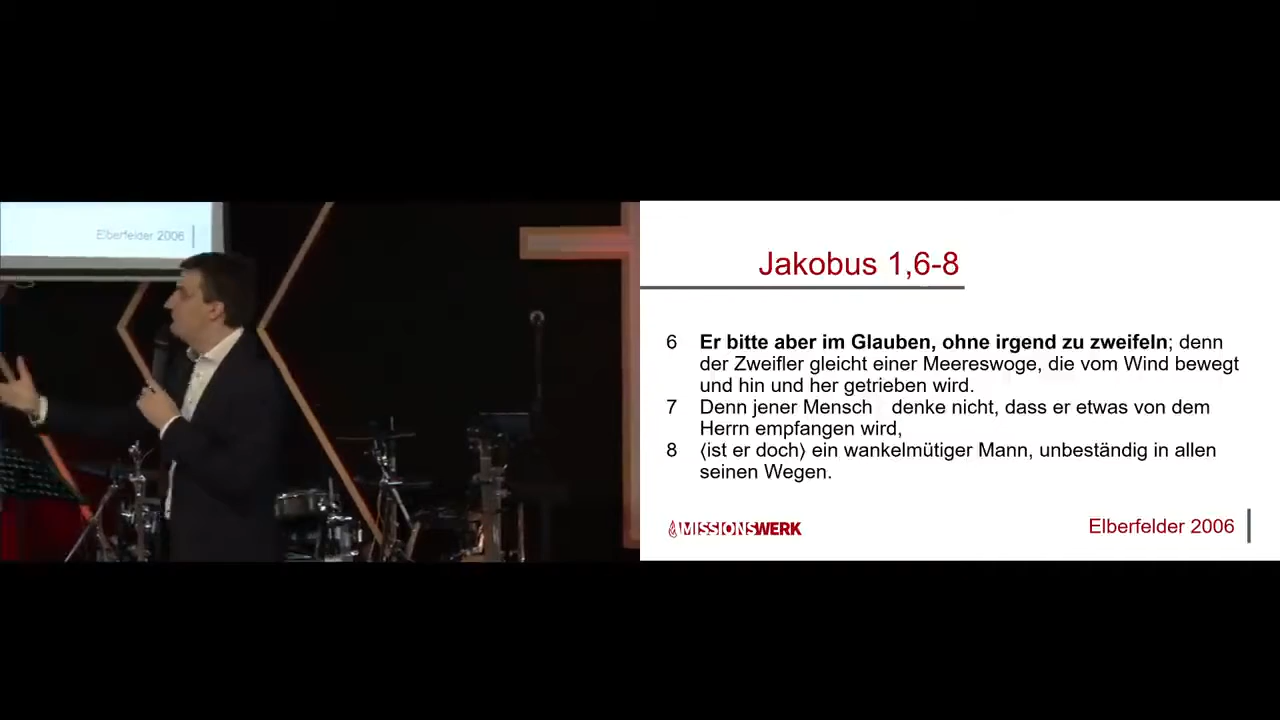 Elberfelder 2006
Jakobus 1,6-8
6 Er bitte aber im Glauben, ohne irgend zu zweifeln; denn
der Zweifler gleicht einer Meereswoge, die vom Wind bewegt
und hin und her getrieben wird.
7 Denn jener Mensch denke nicht, dass er etwas von dem
Herrn empfangen wird,
8 ⟨ist er doch⟩ ein wankelmütiger Mann, unbeständig in allen
seinen Wegen.
MISSIONSWERK
Elberfelder 2006